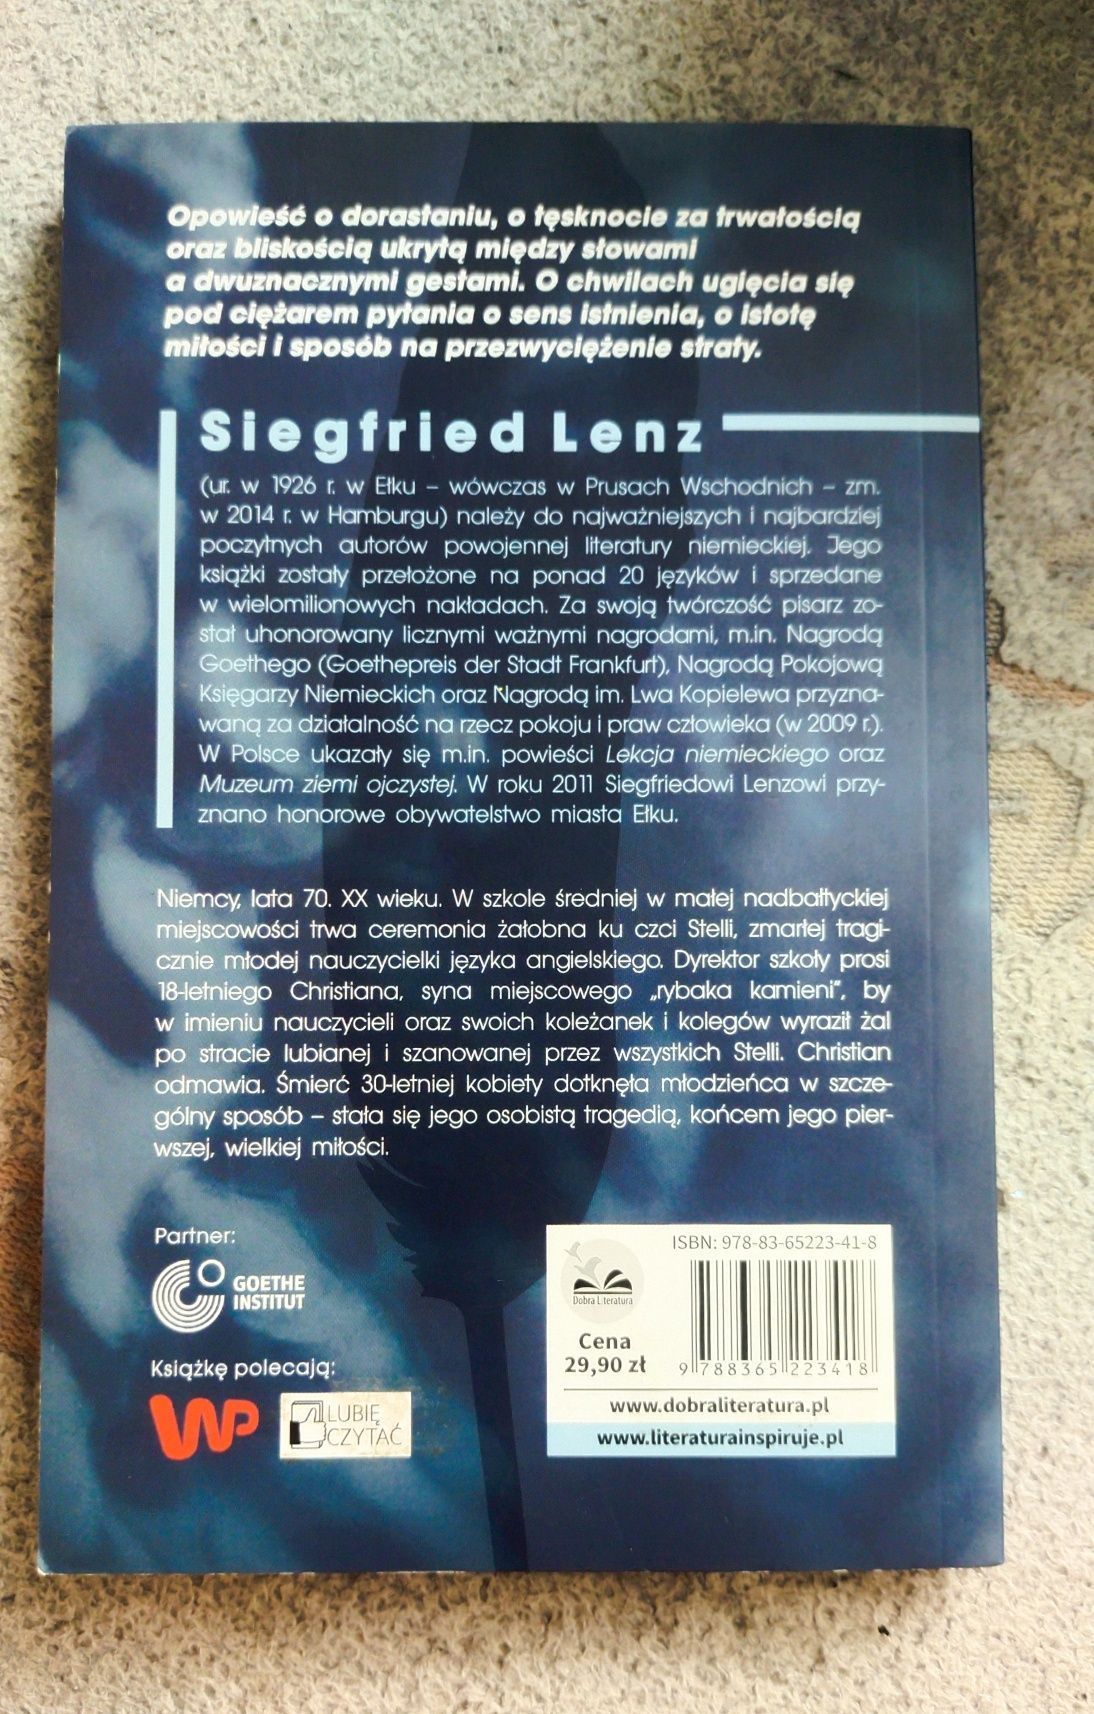 Opowieść o dorastaniu, o tęsknocie za trwałością
oraz bliskością ukrytą między słowami
a dwuznacznymi gestami. O chwilach ugięcia się
pod ciężarem pytania o sens istnienia, o istotę
miłości i sposób na przezwyciężenie straty.
Siegfried Lenz
(ur. w 1926 r. w Ełku – wówczas w Prusach Wschodnich – zm.
w 2014 r. w Hamburgu) należy do najważniejszych i najbardziej
poczytnych autorów powojennej literatury niemieckiej. Jego
książki zostały przełożone na ponad 20 języków i sprzedane
w wielomilionowych nakładach. Za swoją twórczość pisarz zo-
stał uhonorowany licznymi ważnymi nagrodami, m.in. Nagrodą
Goethego (Goethepreis der Stadt Frankfurt), Nagrodą Pokojową
Księgarzy Niemieckich oraz Nagrodą im. Lwa Kopielewa przyzna-
waną za działalność na rzecz pokoju i praw człowieka (w 2009 r.).
W Polsce ukazały się m.in. powieści Lekcja niemieckiego oraz
Muzeum ziemi ojczystej. W roku 2011 Siegfriedowi Lenzowi przy-
znano honorowe obywatelstwo miasta Ełku.
Niemcy, lata 70. XX wieku. W szkole średniej w małej nadbałtyckiej
miejscowości trwa ceremonia żałobna ku czci Stelli, zmarłej tragi-
cznie młodej nauczycielki języka angielskiego. Dyrektor szkoły prosi
18-letniego Christiana, syna miejscowego „rybaka kamieni”, by
w imieniu nauczycieli oraz swoich koleżanek i kolegów wyraził żal
po stracie lubianej i szanowanej przez wszystkich Stelli. Christian
odmawia. Śmierć 30-letniej kobiety dotknęła młodzieńca w szcze-
gólny sposób – stała się jego osobistą tragedią, końcem jego pier-
wszej, wielkiej miłości.
Partner:
GOETHE
INSTITUT
Książkę polecają:
WP
LUBIĘ
CZYTAĆ
ISBN: 978-83-65223-41-8
Dobra Literatura
Cena
29,90 zł
9 788365 223418
www.dobraliteratura.pl
www.literaturainspiruje.pl